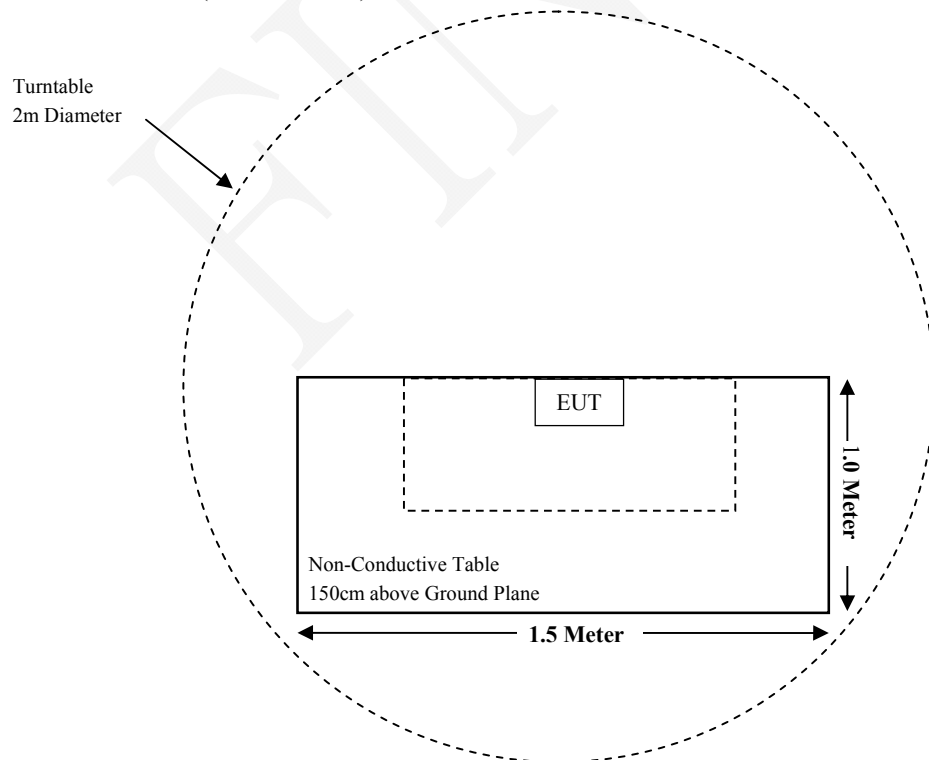 Turntable
2m Diameter
EUT
1.0 Meter
Non-Conductive Table
150cm above Ground Plane
1.5 Meter